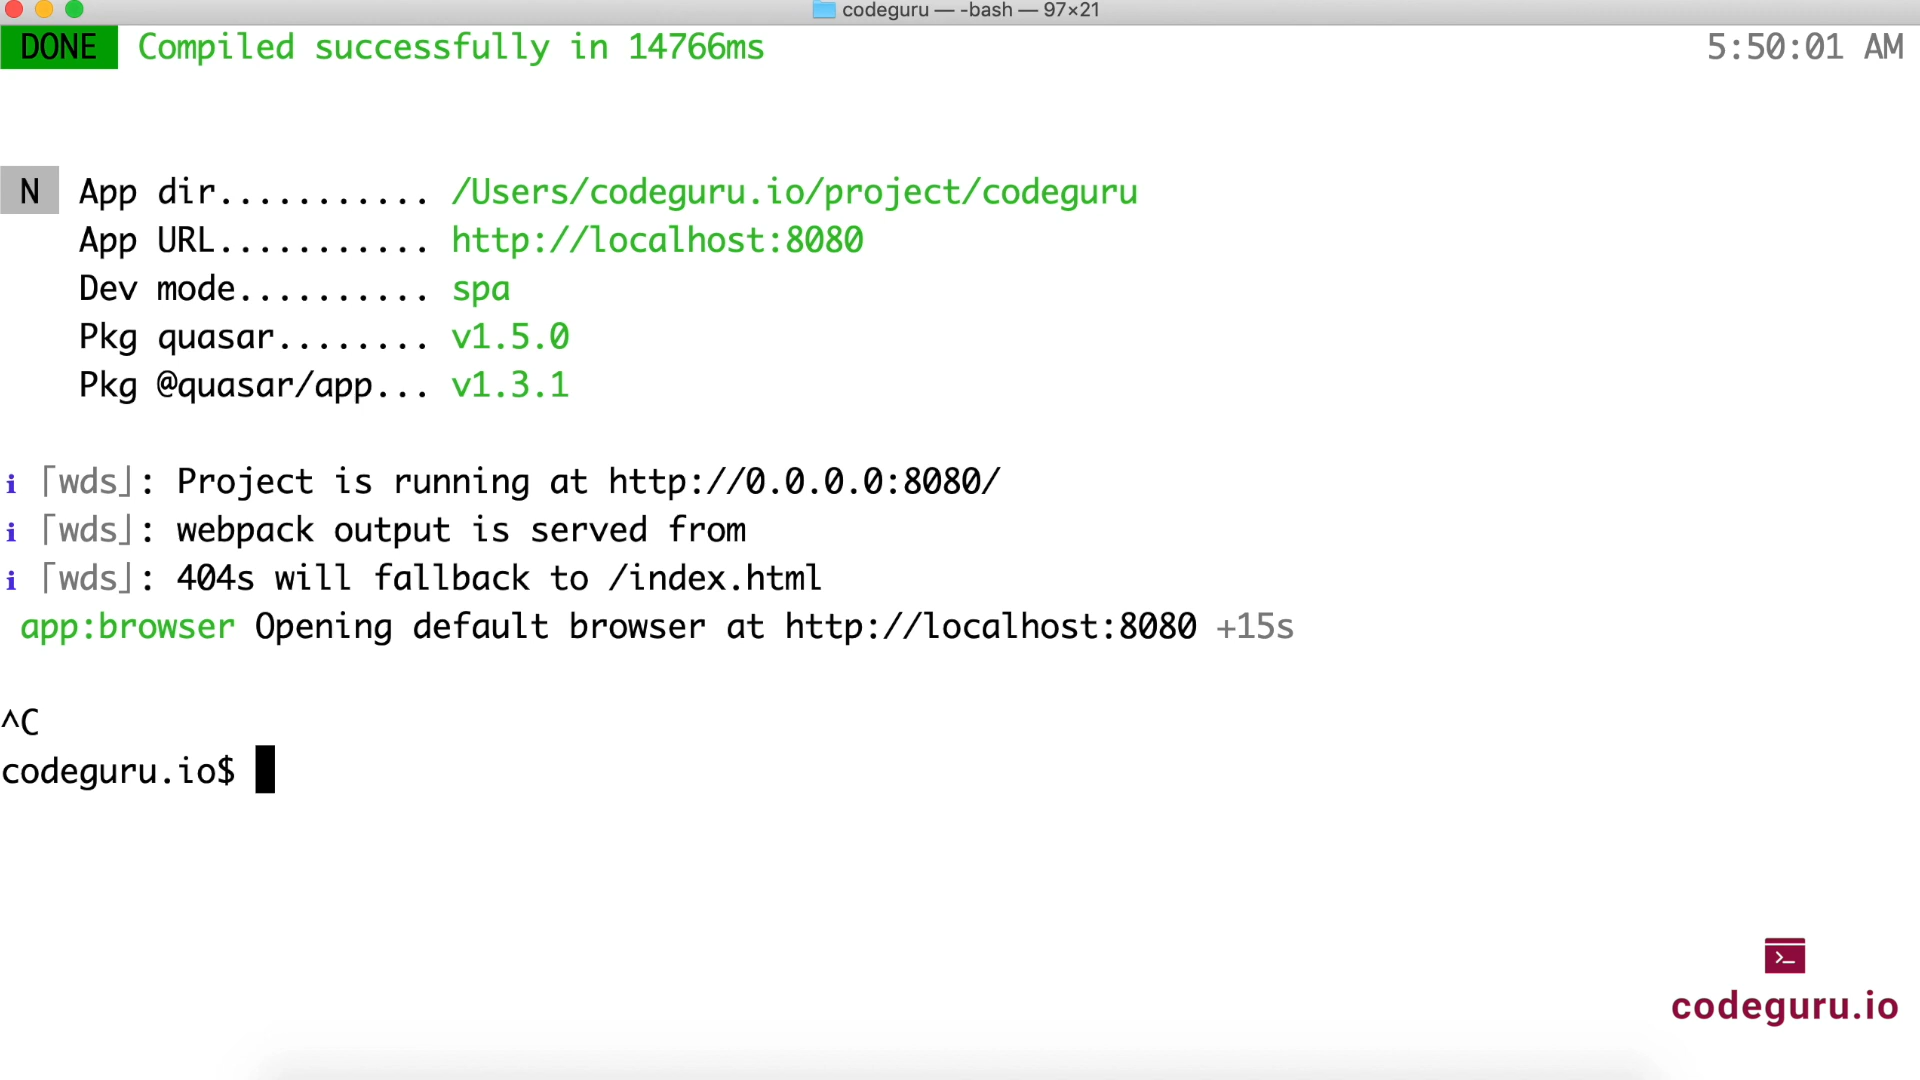 codeguru — -bash — 97×21
DONE Compiled successfully in 14766ms 5:50:01 AM
N App dir........... /Users/codeguru.io/project/codeguru
App URL........... http://localhost:8080
Dev mode.......... spa
Pkg quasar........ v1.5.0
Pkg @quasar/app... v1.3.1
i ｢wds｣: Project is running at http://0.0.0.0:8080/
i ｢wds｣: webpack output is served from
i ｢wds｣: 404s will fallback to /index.html
app:browser Opening default browser at http://localhost:8080 +15s
^C
codeguru.io$
>_
codeguru.io